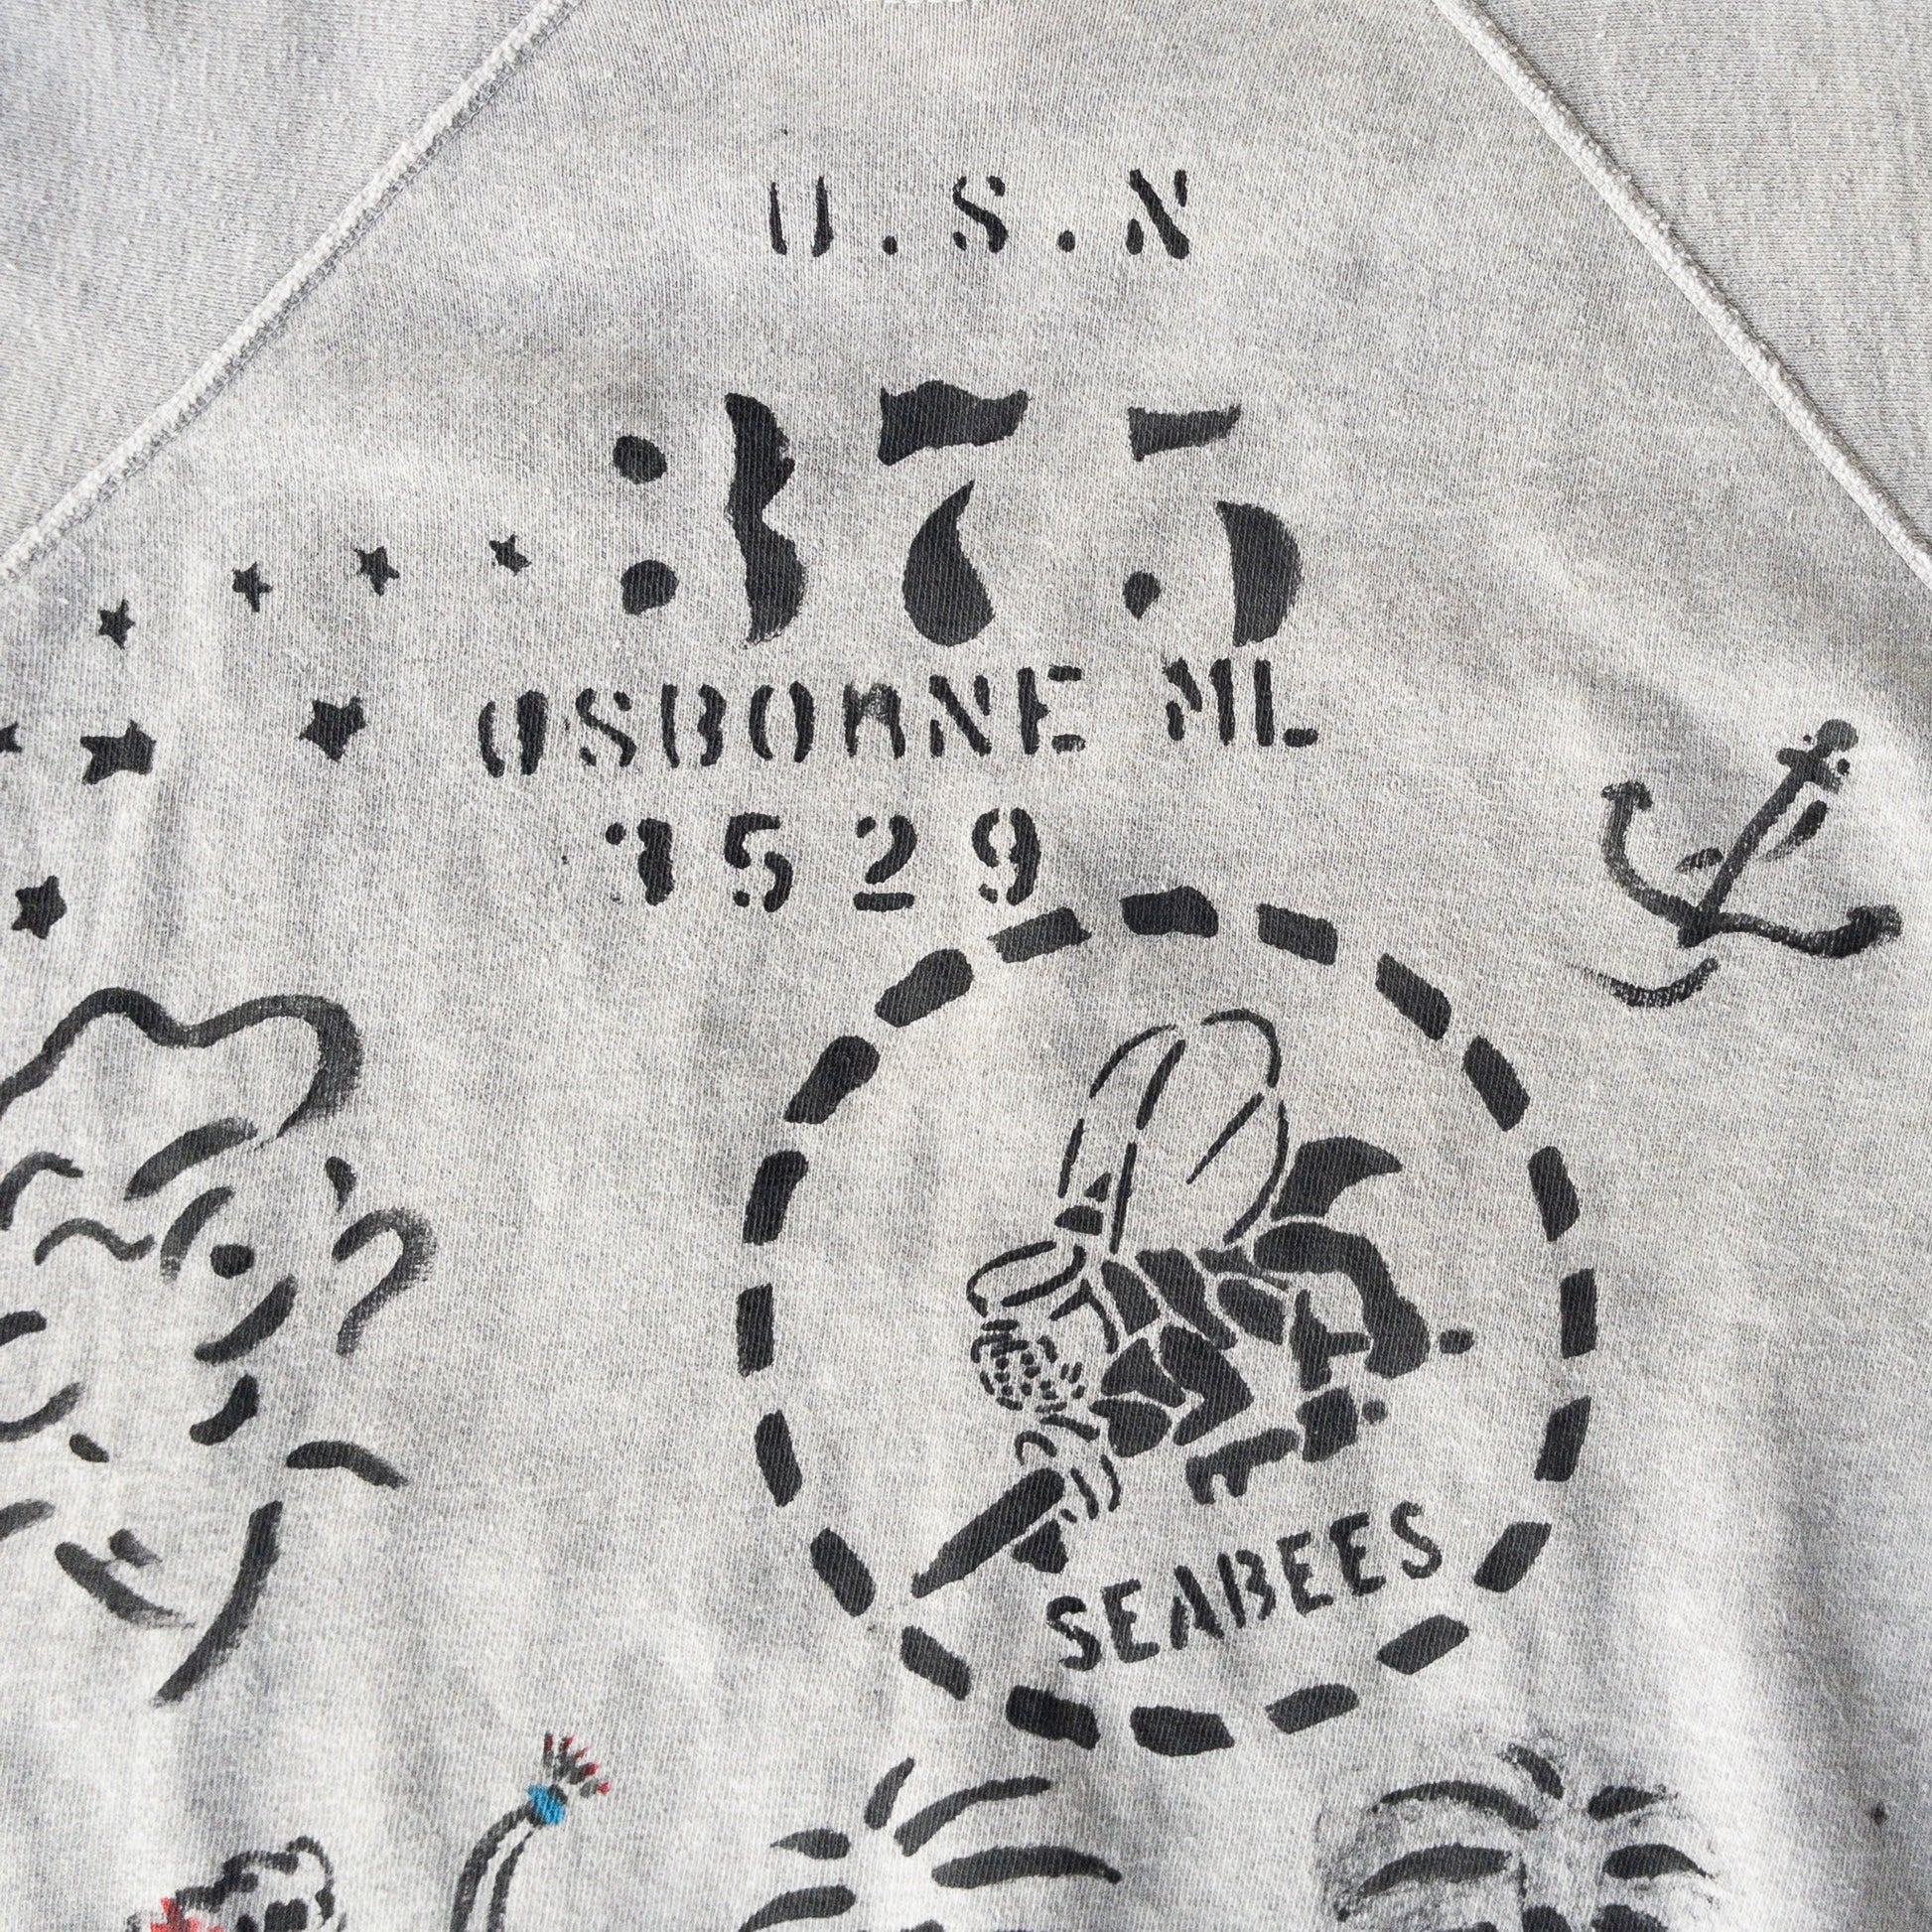 U.S.N
375
OSBORNE ML
1529
SEABEES